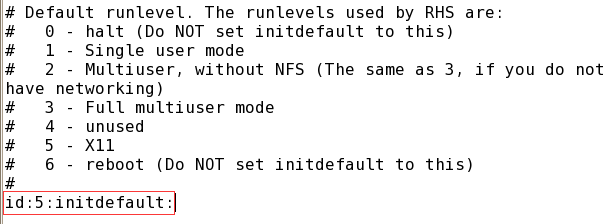 # Default runlevel. The runlevels used by RHS are:
#   0 - halt (Do NOT set initdefault to this)
#   1 - Single user mode
#   2 - Multiuser, without NFS (The same as 3, if you do not
have networking)
#   3 - Full multiuser mode
#   4 - unused
#   5 - X11
#   6 - reboot (Do NOT set initdefault to this)
#
id:5:initdefault: